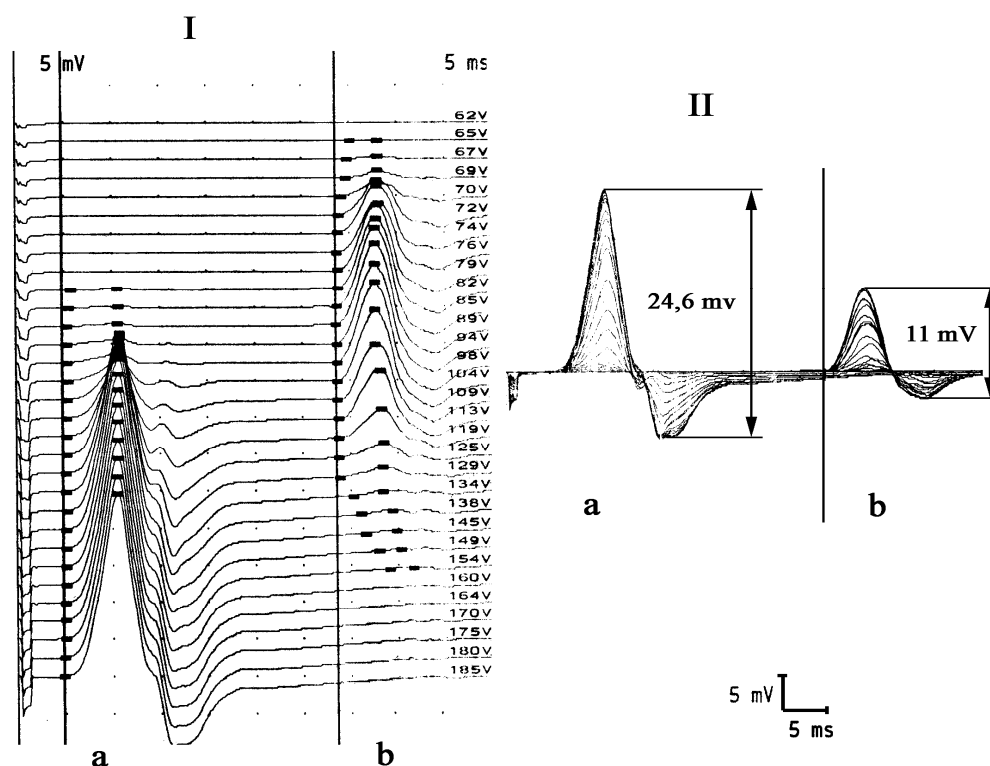 I
5 mV
5 ms
62V
65V
67V
69V
70V
72V
74V
76V
79V
82V
85V
89V
94V
98V
104V
109V
113V
119V
125V
129V
134V
138V
145V
149V
154V
160V
164V
170V
175V
180V
185V
a
b
II
24,6 mv
11 mV
a
b
5 mV
5 ms